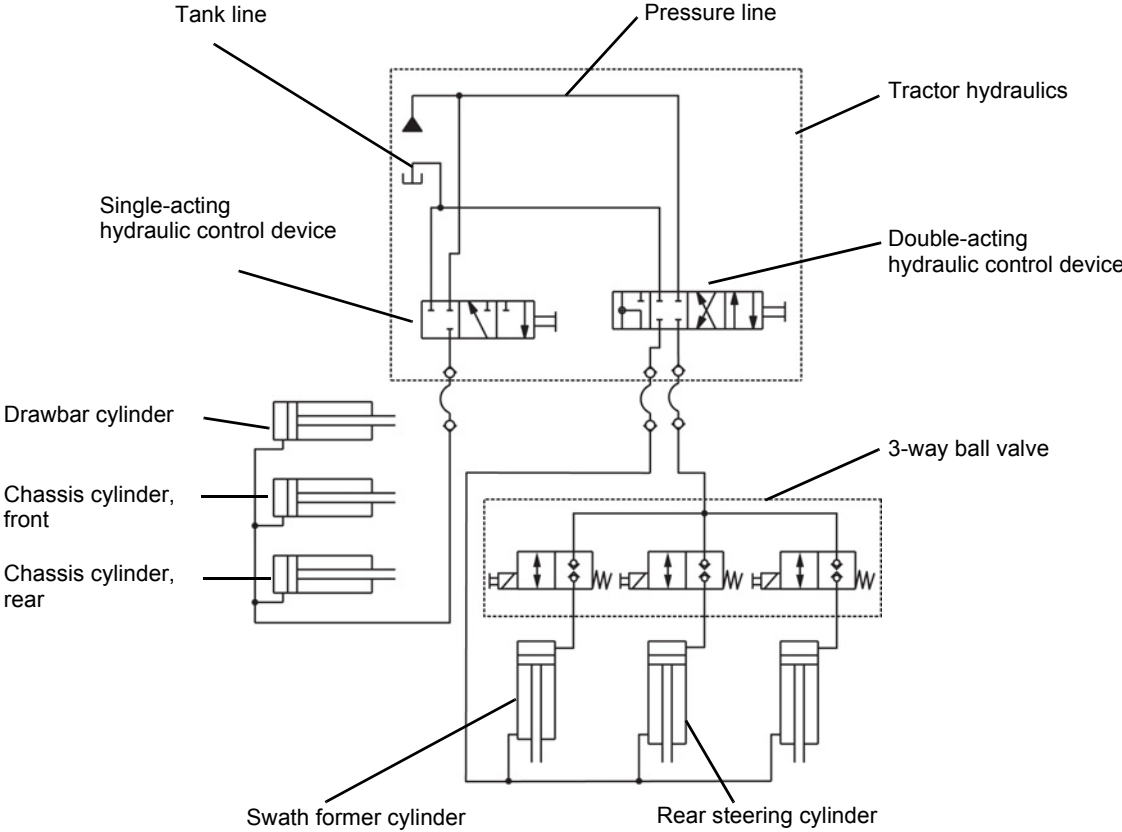 Tank line
Pressure line
Tractor hydraulics
Single-acting
hydraulic control device
Double-acting
hydraulic control device
Drawbar cylinder
3-way ball valve
Chassis cylinder,
front
Chassis cylinder,
rear
Swath former cylinder
Rear steering cylinder